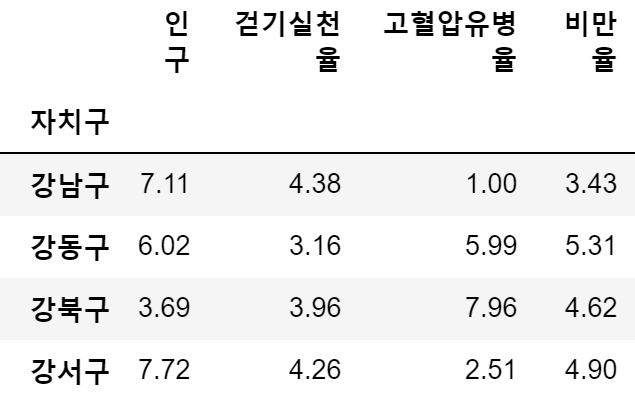 인구 걷기실천율 고혈압유병율 비만율
자치구
강남구 7.11 4.38 1.00 3.43
강동구 6.02 3.16 5.99 5.31
강북구 3.69 3.96 7.96 4.62
강서구 7.72 4.26 2.51 4.90